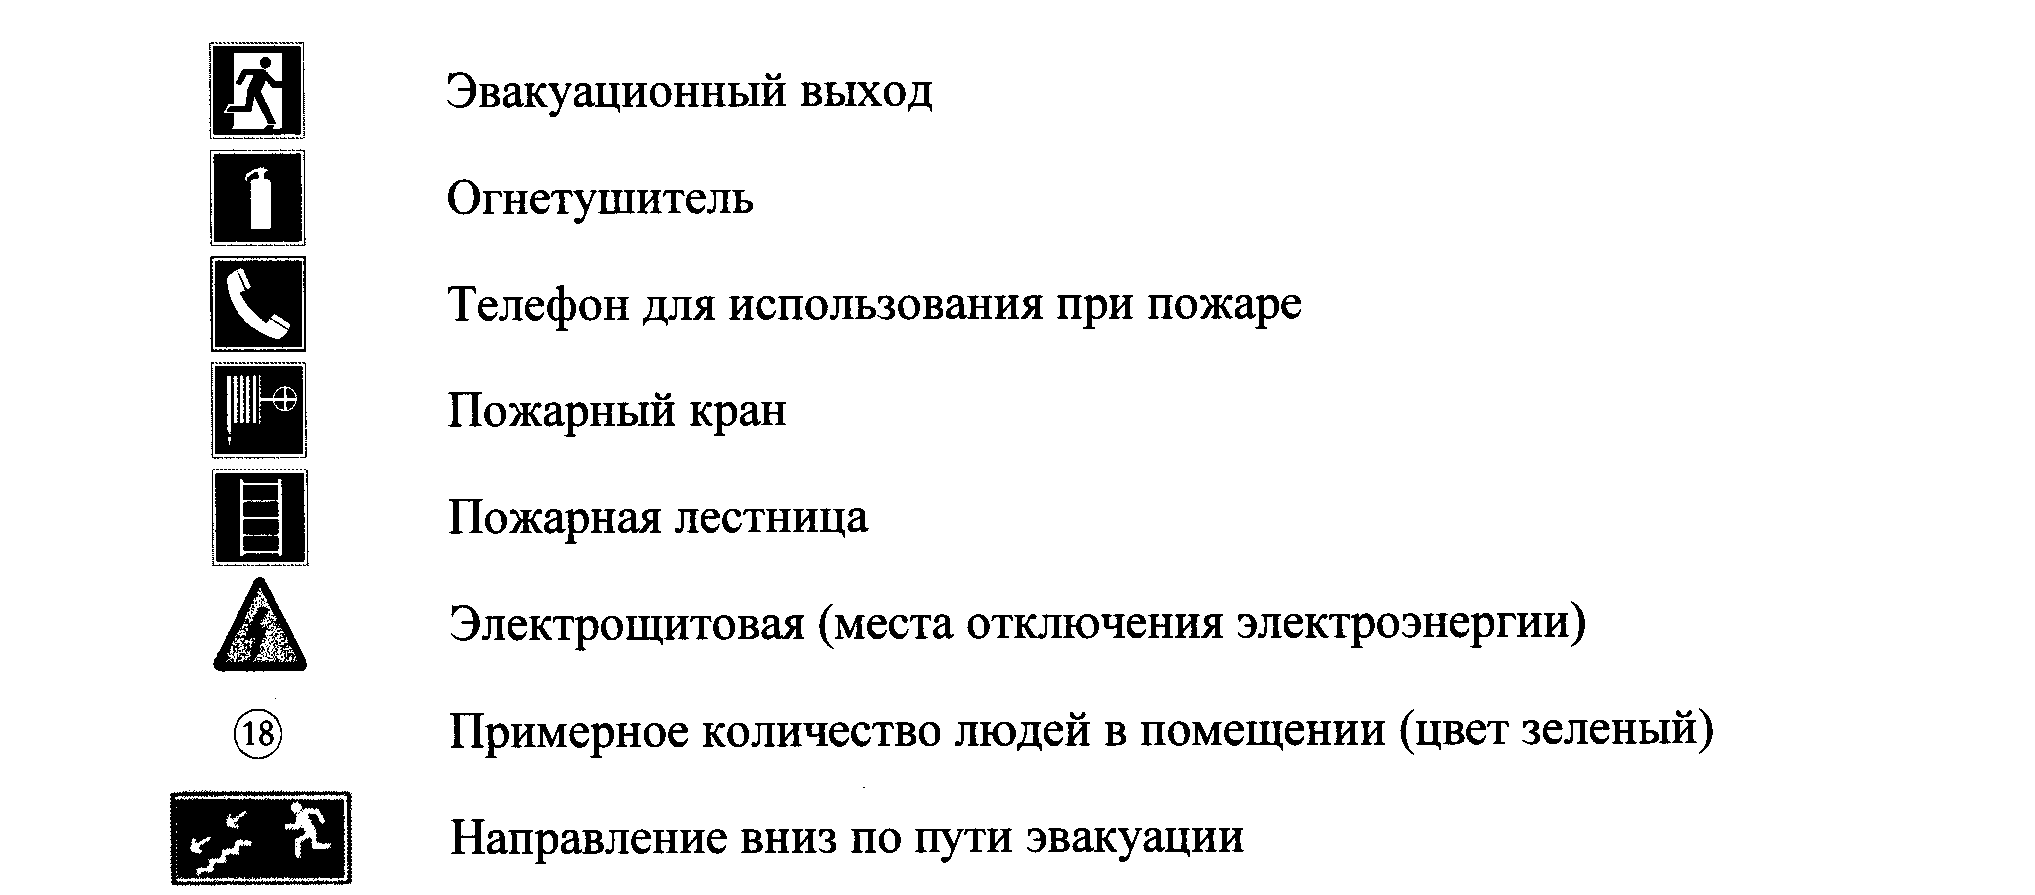 Эвакуационный выход
Огнетушитель
Телефон для использования при пожаре
Пожарный кран
Пожарная лестница
Электрощитовая (места отключения электроэнергии)
18 Примерное количество людей в помещении (цвет зеленый)
Направление вниз по пути эвакуации